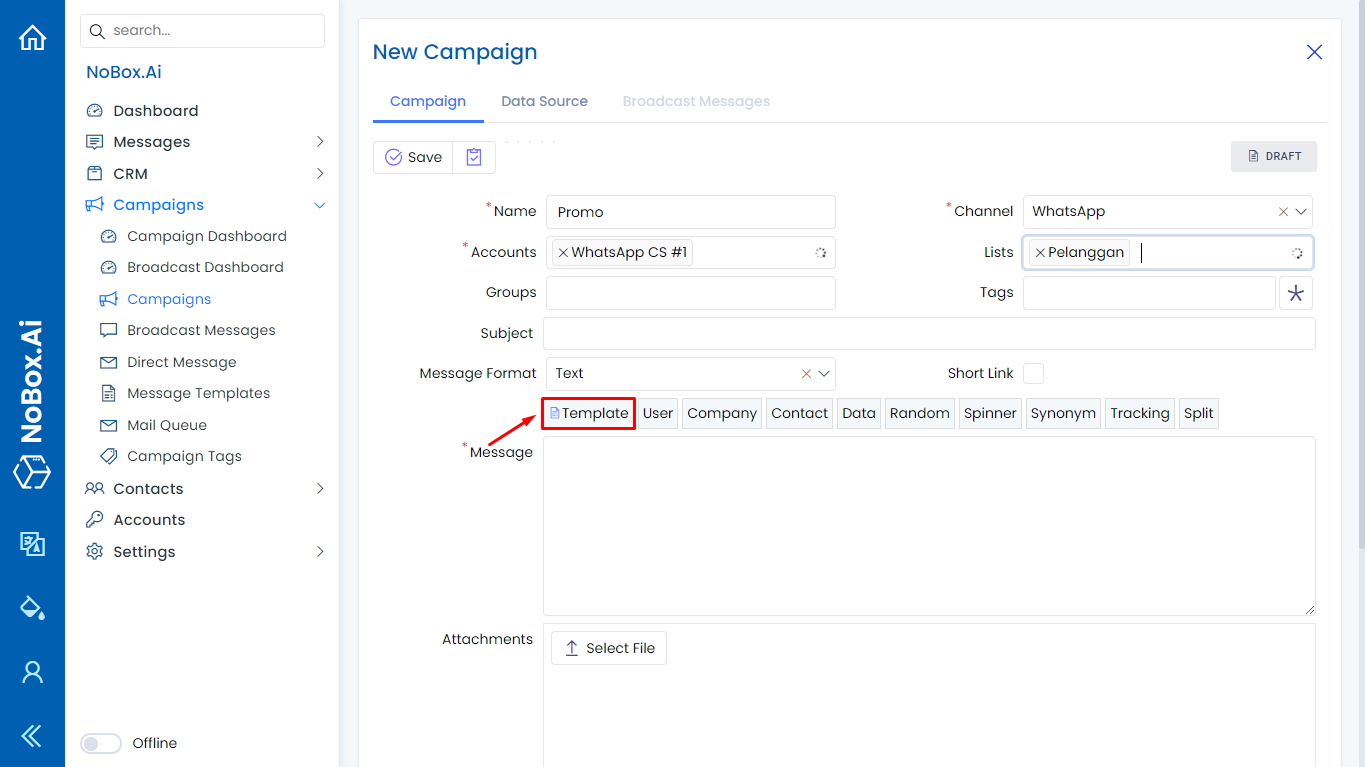 NoBox.Ai
search...
NoBox.Ai
Dashboard
Messages
CRM
Campaigns
Campaign Dashboard
Broadcast Dashboard
Campaigns
Broadcast Messages
Direct Message
Message Templates
Mail Queue
Campaign Tags
Contacts
Accounts
Settings
Offline
New Campaign
Campaign Data Source Broadcast Messages
Save DRAFT
*Name Promo *Channel WhatsApp
*Accounts WhatsApp CS #1 Lists Pelanggan
Groups Tags
Subject
Message Format Text Short Link
Template User Company Contact Data Random Spinner Synonym Tracking Split
*Message
Attachments Select File